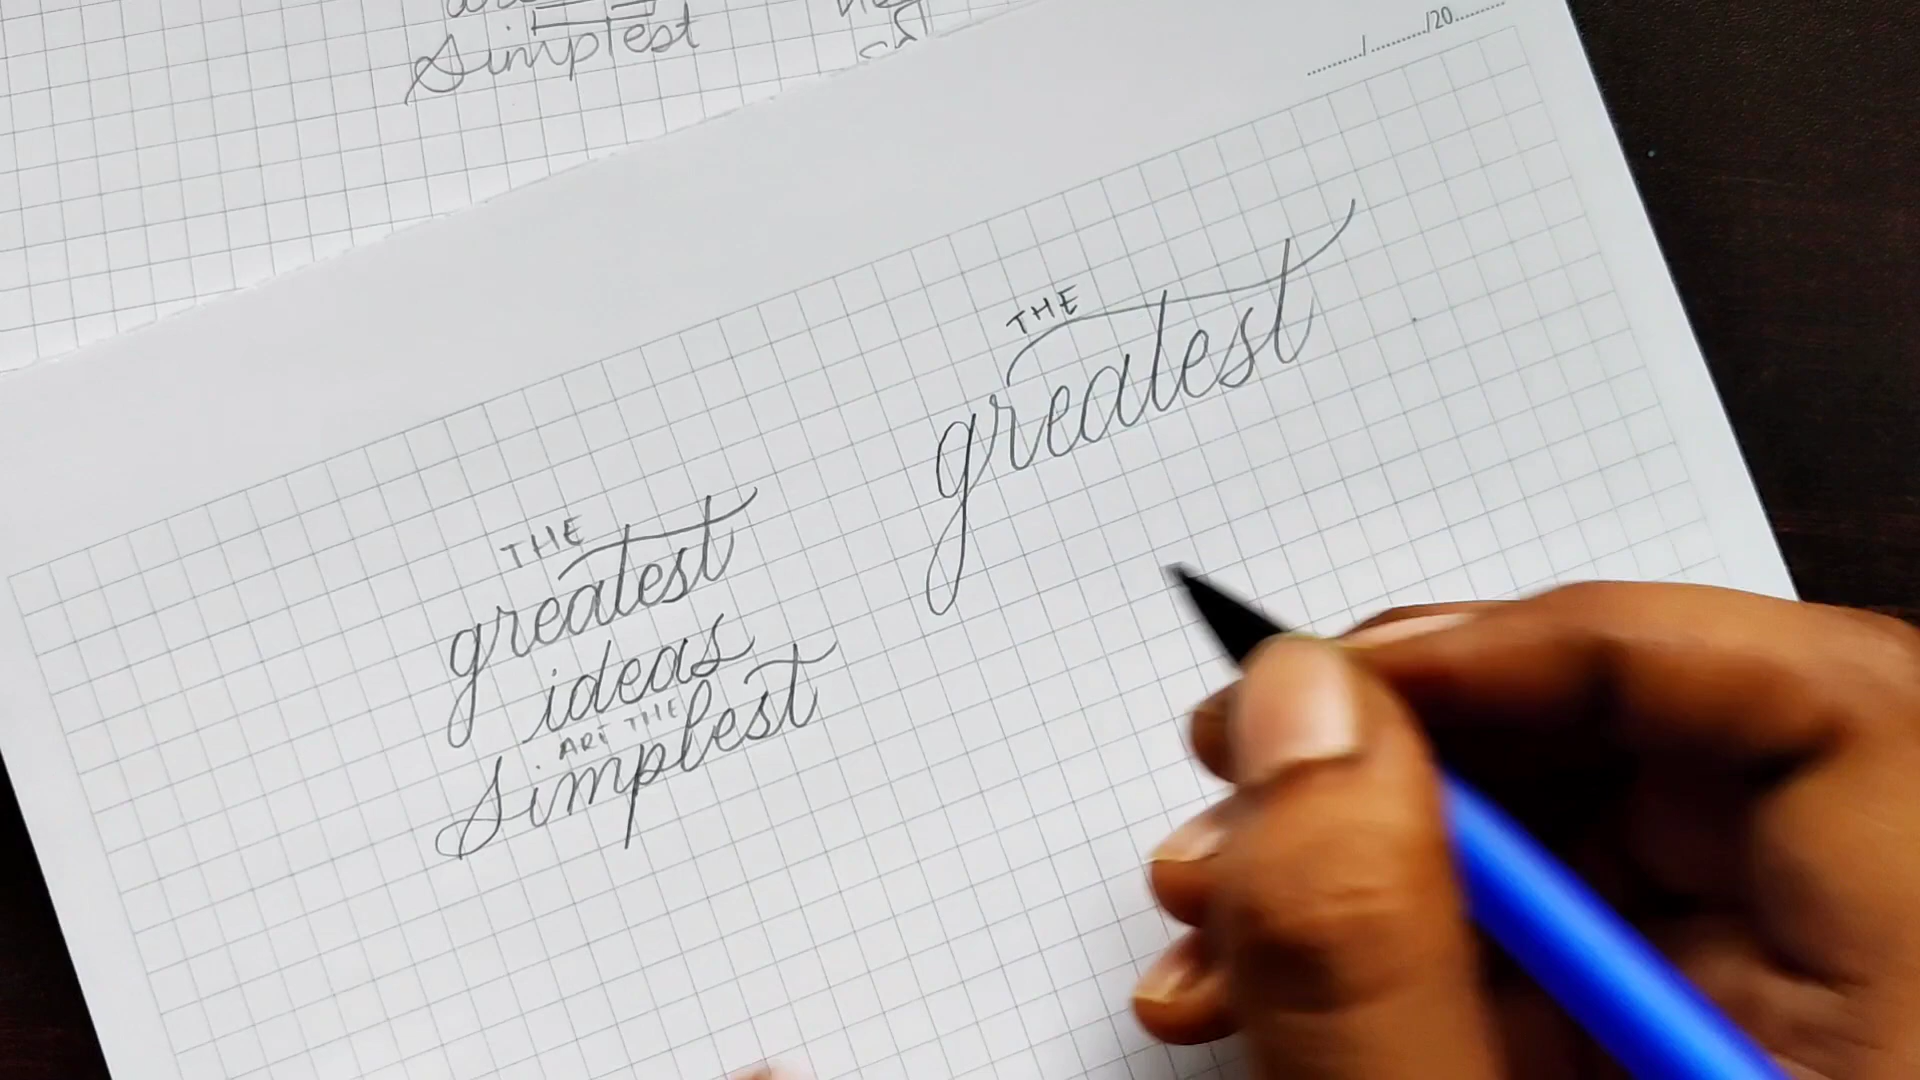 Simplest
/ /20
THE
greatest
ideas
ARE THE
Simplest
THE
greatest